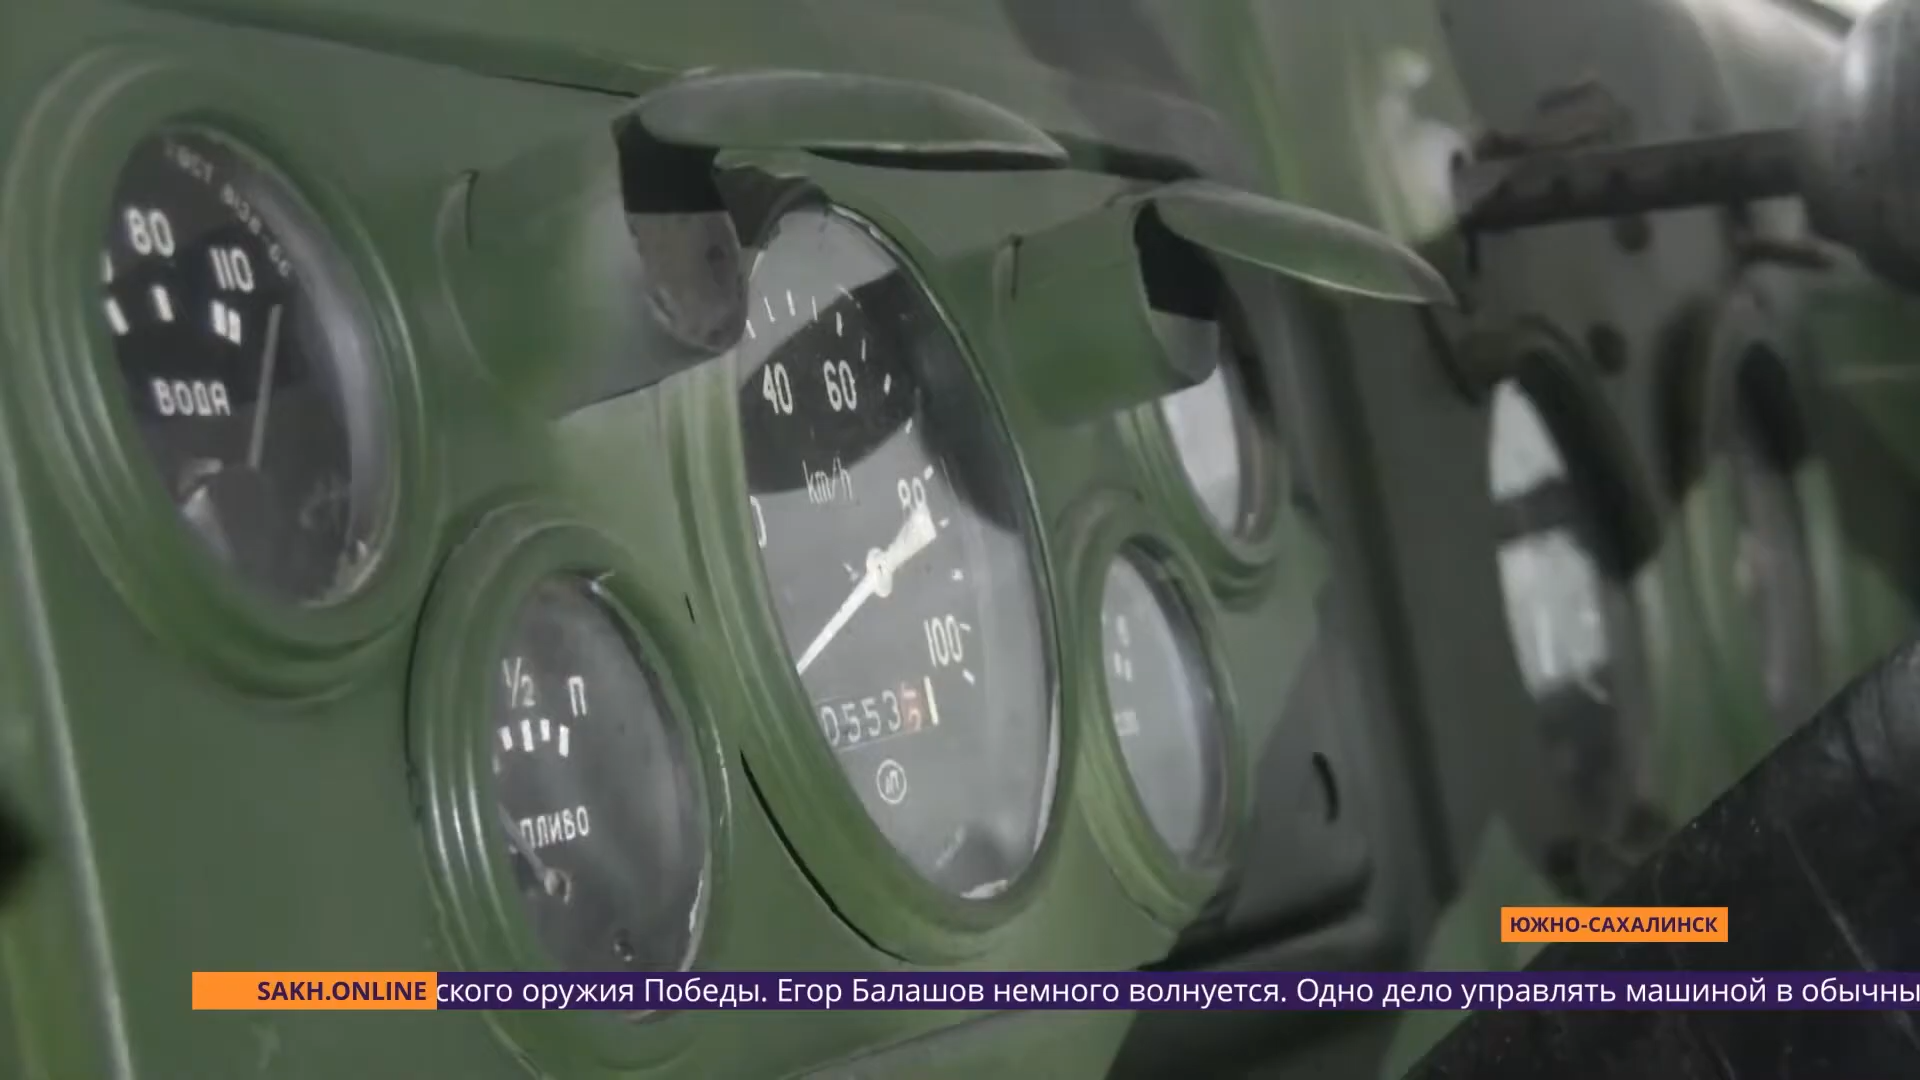 80
110
ВОДА
40
60
km/h
80
100
0553
½
П
ПЛИВО
ЮЖНО-САХАЛИНСК
SAKH.ONLINE
ского оружия Победы. Егор Балашов немного волнуется. Одно дело управлять машиной в обычны